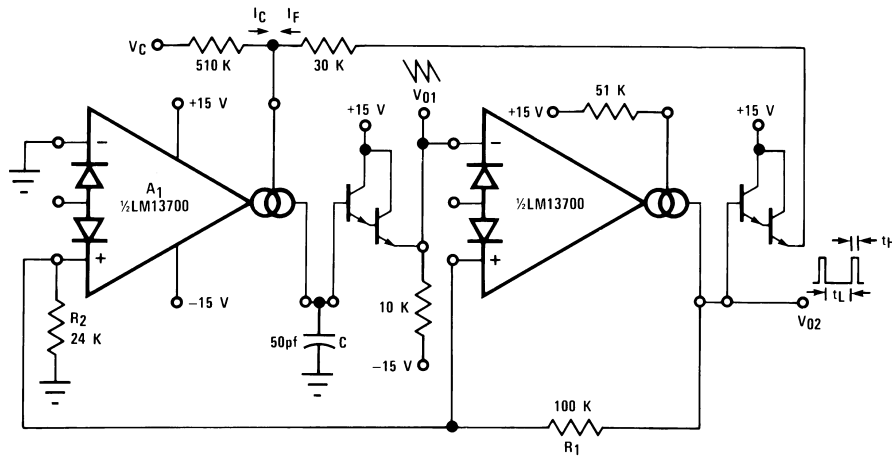 IC IF
VC
510 K
30 K
VO1
51 K
+15 V
+15 V
+15 V
+15 V
−
A1
½LM13700
+
−15 V
R2
24 K
50pf C
10 K
−15 V
−
½LM13700
+
tH
tL
VO2
100 K
R1